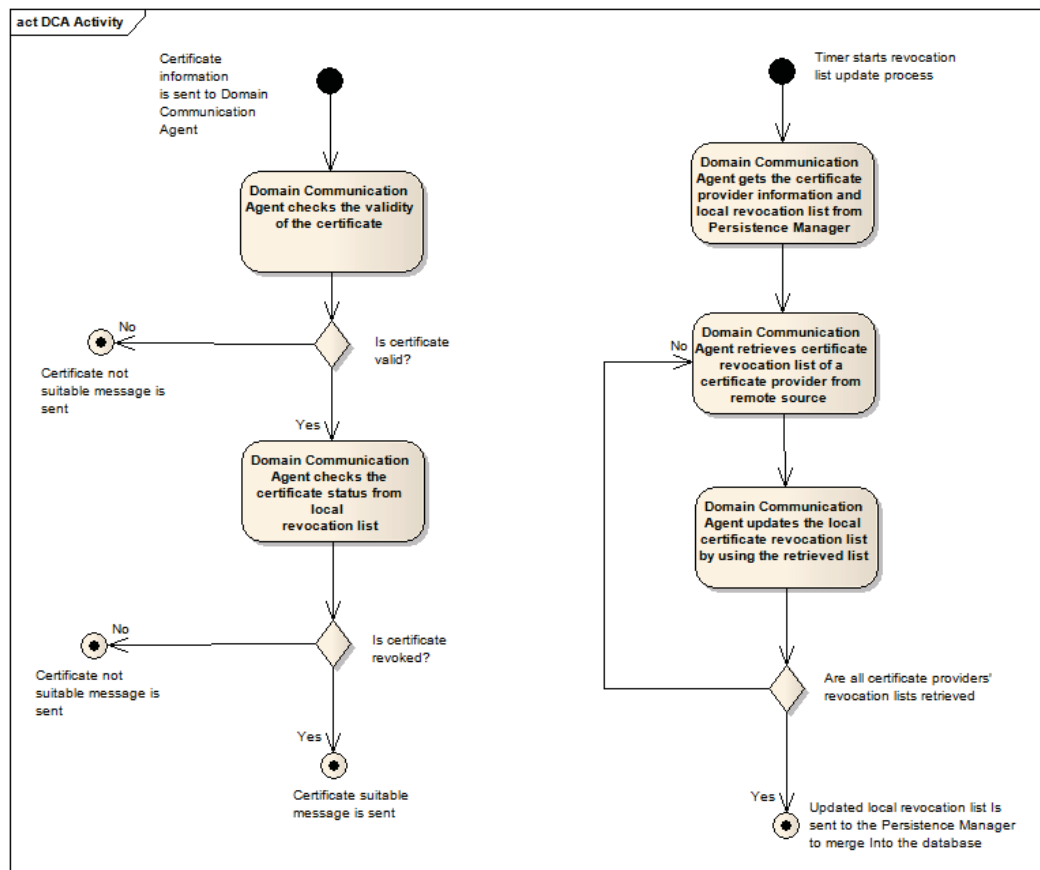 act DCA Activity
Certificate
information
is sent to Domain
Communication
Agent
Domain Communication
Agent checks the validity
of the certificate
No
Is certificate
valid?
Certificate not
suitable message is
sent
Yes
Domain Communication
Agent checks the
certificate status from
local
revocation list
No
Is certificate
revoked?
Certificate not
suitable message is
sent
Yes
Certificate suitable
message is sent
Timer starts revocation
list update process
Domain Communication
Agent gets the certificate
provider information and
local revocation list from
Persistence Manager
No
Domain Communication
Agent retrieves certificate
revocation list of a
certificate provider from
remote source
Domain Communication
Agent updates the local
certificate revocation list
by using the retrieved list
Are all certificate providers'
revocation lists retrieved
Yes
Updated local revocation list Is
sent to the Persistence Manager
to merge Into the database